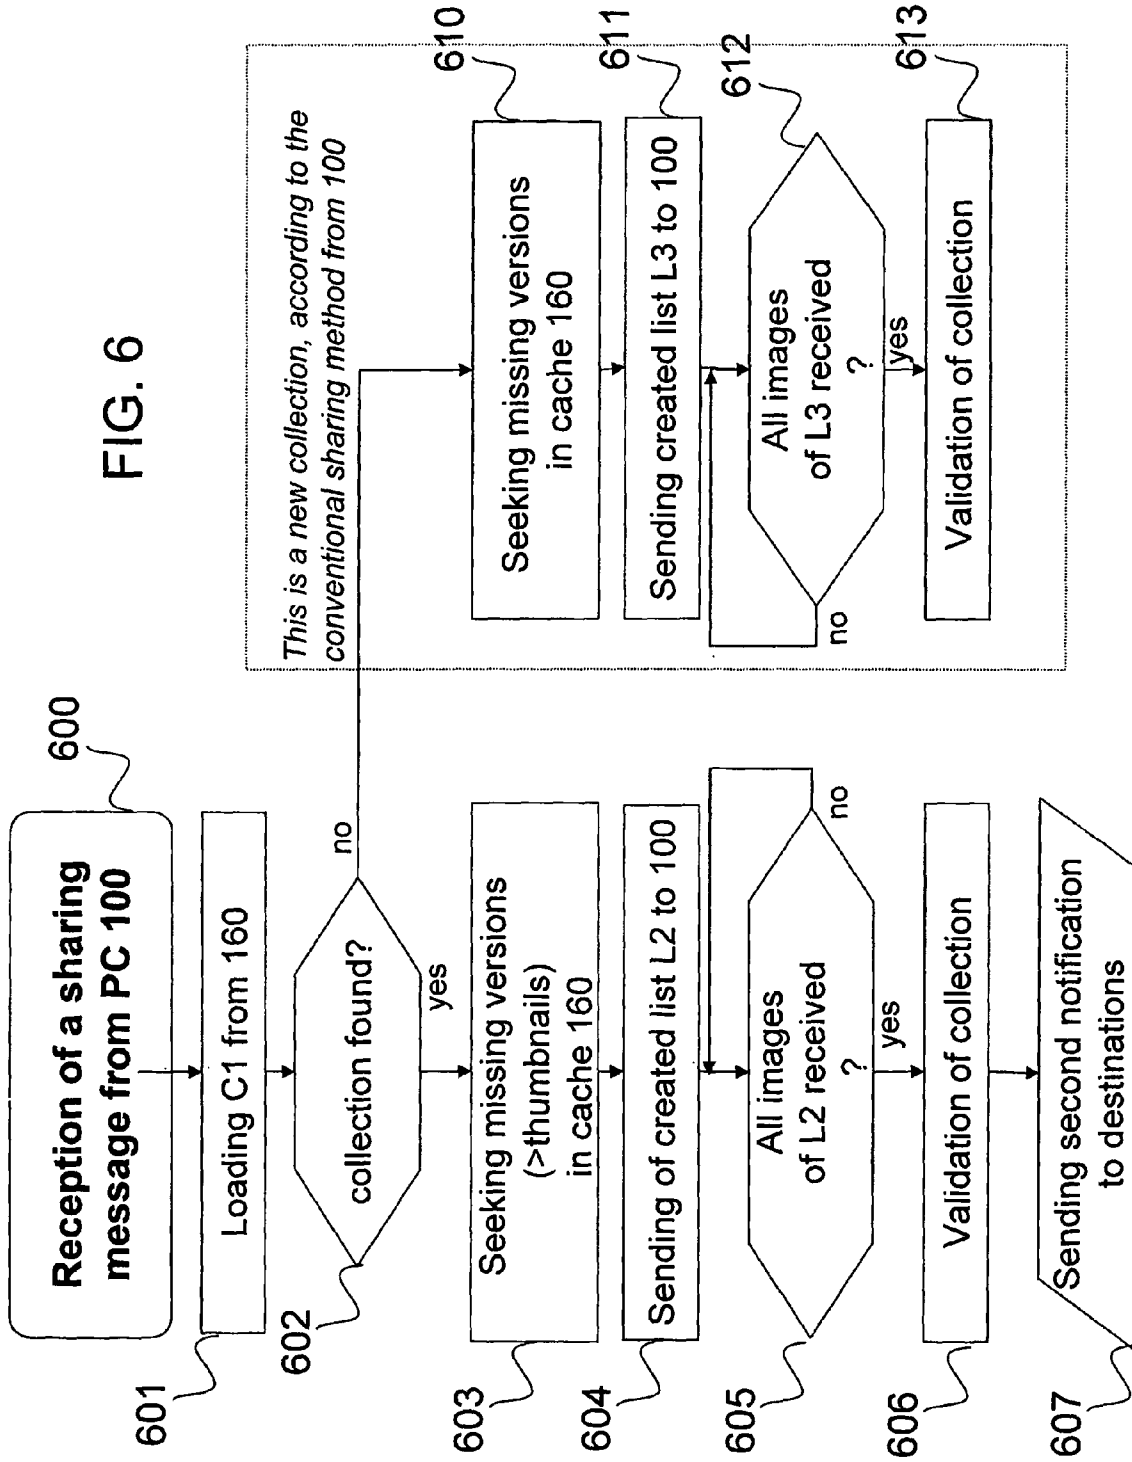 FIG. 6
600
Reception of a sharing
message from PC 100
601
Loading C1 from 160
602
collection found?
no
yes
603
Seeking missing versions
(>thumbnails)
in cache 160
604
Sending of created list L2 to 100
605
All images
of L2 received
?
no
yes
606
Validation of collection
607
Sending second notification
to destinations
This is a new collection, according to the
conventional sharing method from 100
610
Seeking missing versions
in cache 160
611
Sending created list L3 to 100
612
All images
of L3 received
?
no
yes
613
Validation of collection